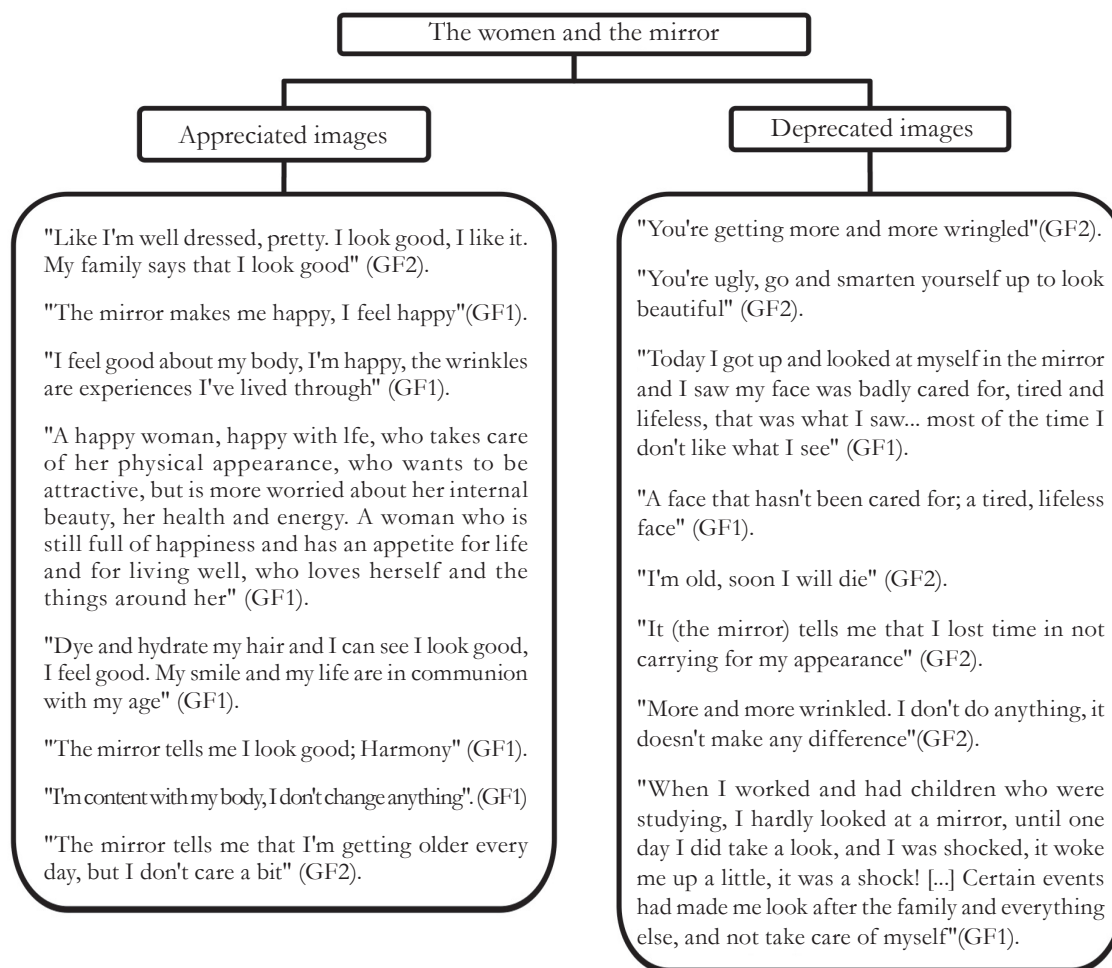 The women and the mirror
Appreciated images
"Like I'm well dressed, pretty. I look good, I like it.
My family says that I look good" (GF2).
"The mirror makes me happy, I feel happy"(GF1).
"I feel good about my body, I'm happy, the wrinkles
are experiences I've lived through" (GF1).
"A happy woman, happy with lfe, who takes care
of her physical appearance, who wants to be
attractive, but is more worried about her internal
beauty, her health and energy. A woman who is
still full of happiness and has an appetite for life
and for living well, who loves herself and the
things around her" (GF1).
"Dye and hydrate my hair and I can see I look good,
I feel good. My smile and my life are in communion
with my age" (GF1).
"The mirror tells me I look good; Harmony" (GF1).
"I'm content with my body, I don't change anything". (GF1)
"The mirror tells me that I'm getting older every
day, but I don't care a bit" (GF2).
Deprecated images
"You're getting more and more wringled"(GF2).
"You're ugly, go and smarten yourself up to look
beautiful" (GF2).
"Today I got up and looked at myself in the mirror
and I saw my face was badly cared for, tired and
lifeless, that was what I saw... most of the time I
don't like what I see" (GF1).
"A face that hasn't been cared for; a tired, lifeless
face" (GF1).
"I'm old, soon I will die" (GF2).
"It (the mirror) tells me that I lost time in not
carrying for my appearance" (GF2).
"More and more wrinkled. I don't do anything, it
doesn't make any difference"(GF2).
"When I worked and had children who were
studying, I hardly looked at a mirror, until one
day I did take a look, and I was shocked, it woke
me up a little, it was a shock! [...] Certain events
had made me look after the family and everything
else, and not take care of myself"(GF1).